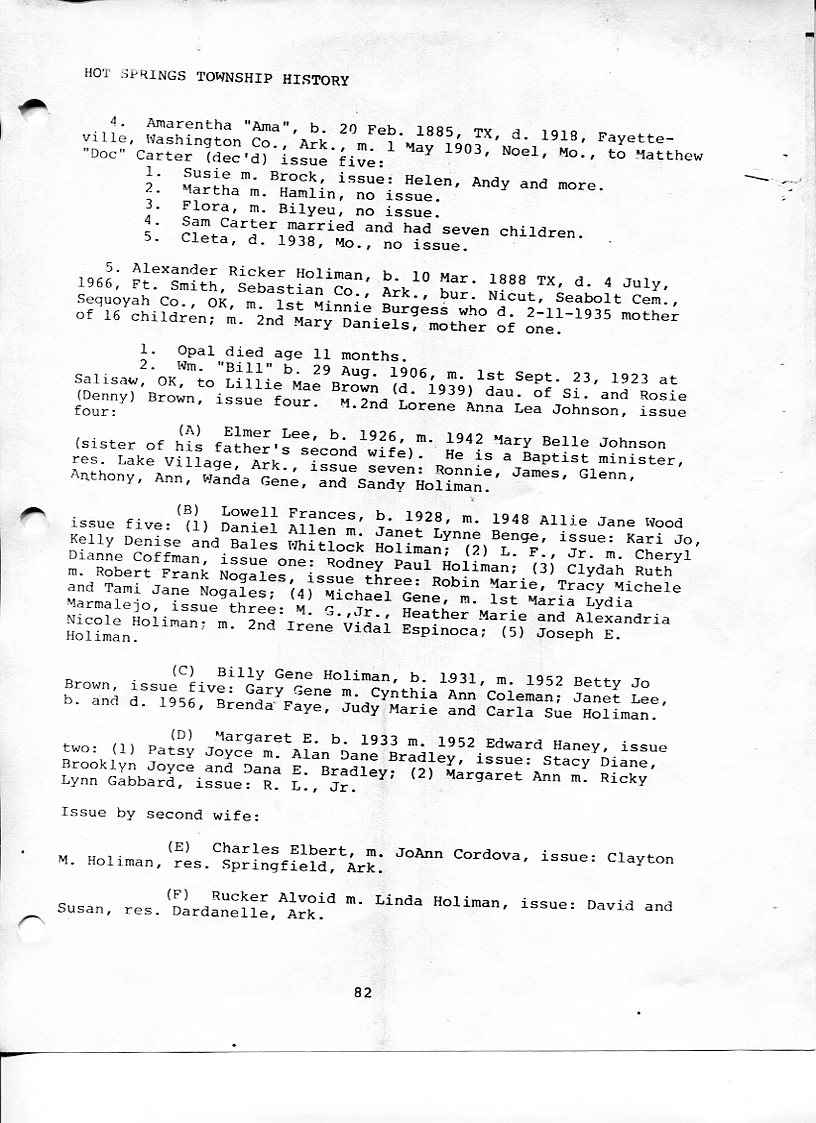 HOT SPRINGS TOWNSHIP HISTORY
4. Amarentha "Ama", b. 20 Feb. 1885, TX, d. 1918, Fayette-
ville, Washington Co., Ark., m. 1 May 1903, Noel, Mo., to Matthew
"Doc" Carter (dec'd) issue five:
1. Susie m. Brock, issue: Helen, Andy and more.
2. Martha m. Hamlin, no issue.
3. Flora, m. Bilyeu, no issue.
4. Sam Carter married and had seven children.
5. Cleta, d. 1938, Mo., no issue.
5. Alexander Ricker Holiman, b. 10 Mar. 1888 TX, d. 4 July,
1966, Ft. Smith, Sebastian Co., Ark., bur. Nicut, Seabolt Cem.,
Sequoyah Co., OK, m. 1st Minnie Burgess who d. 2-11-1935 mother
of 16 children; m. 2nd Mary Daniels, mother of one.
1. Opal died age 11 months.
2. Wm. "Bill" b. 29 Aug. 1906, m. 1st Sept. 23, 1923 at
Salisaw, OK, to Lillie Mae Brown (d. 1939) dau. of Si. and Rosie
(Denny) Brown, issue four. M.2nd Lorene Anna Lea Johnson, issue
four:
(A) Elmer Lee, b. 1926, m. 1942 Mary Belle Johnson
(sister of his father's second wife). He is a Baptist minister,
res. Lake Village, Ark., issue seven: Ronnie, James, Glenn,
Anthony, Ann, Wanda Gene, and Sandy Holiman.
(B) Lowell Frances, b. 1928, m. 1948 Allie Jane Wood
issue five: (1) Daniel Allen m. Janet Lynne Benge, issue: Kari Jo,
Kelly Denise and Bales Whitlock Holiman; (2) L. F., Jr. m. Cheryl
Dianne Coffman, issue one: Rodney Paul Holiman; (3) Clydah Ruth
m. Robert Frank Nogales, issue three: Robin Marie, Tracy Michele
and Tami Jane Nogales; (4) Michael Gene, m. 1st Maria Lydia
Marmalejo, issue three: M. G.,Jr., Heather Marie and Alexandria
Nicole Holiman; m. 2nd Irene Vidal Espinoca; (5) Joseph E.
Holiman.
(C) Billy Gene Holiman, b. 1931, m. 1952 Betty Jo
Brown, issue five: Gary Gene m. Cynthia Ann Coleman; Janet Lee,
b. and d. 1956, Brenda Faye, Judy Marie and Carla Sue Holiman.
(D) Margaret E. b. 1933 m. 1952 Edward Haney, issue
two: (1) Patsy Joyce m. Alan Dane Bradley, issue: Stacy Diane,
Brooklyn Joyce and Dana E. Bradley; (2) Margaret Ann m. Ricky
Lynn Gabbard, issue: R. L., Jr.
Issue by second wife:
(E) Charles Elbert, m. JoAnn Cordova, issue: Clayton
M. Holiman, res. Springfield, Ark.
(F) Rucker Alvoid m. Linda Holiman, issue: David and
Susan, res. Dardanelle, Ark.
82